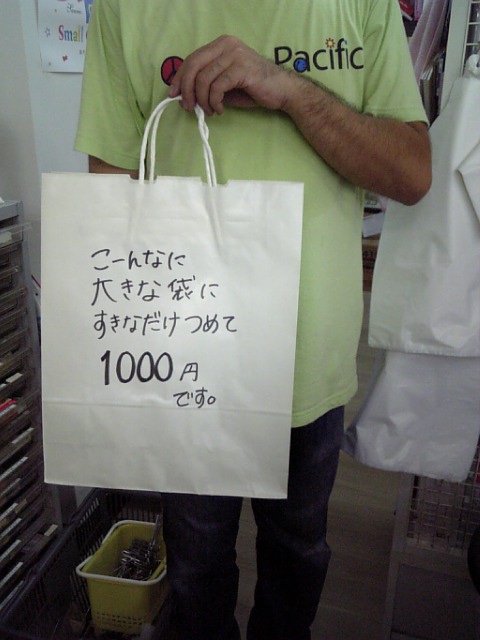 Small
Pacific
こーんなに
大きな袋に
すきなだけつめて
1000円
です。